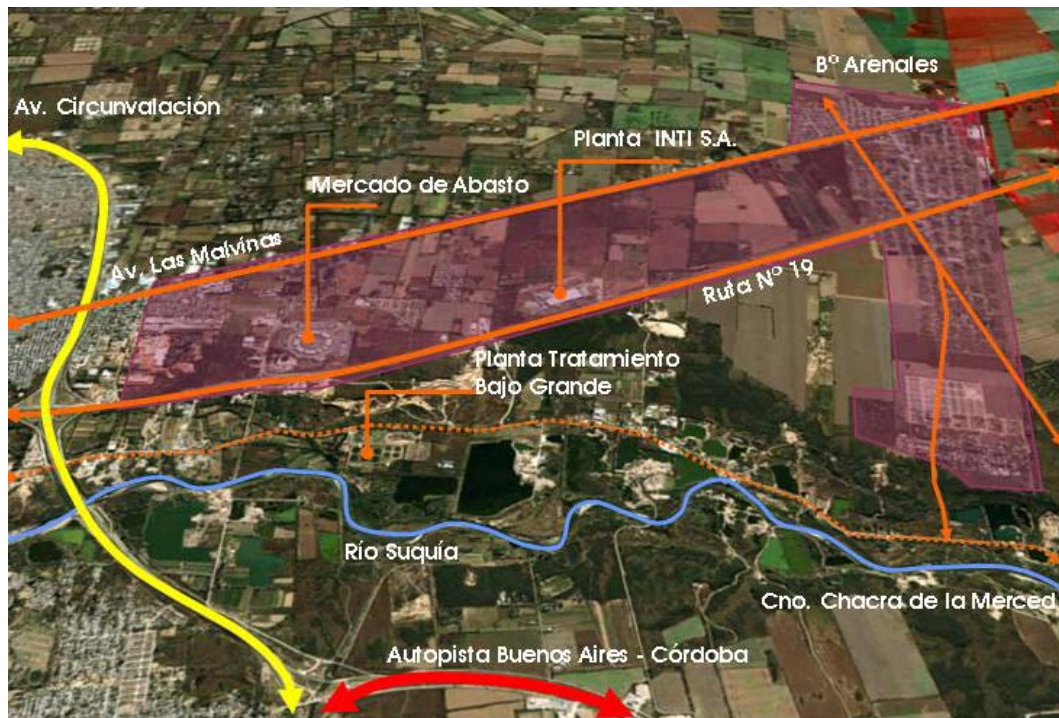 Bº Arenales
Av. Circunvalación
Planta INTI S.A.
Mercado de Abasto
Av. Las Malvinas
Ruta Nº 19
Planta Tratamiento
Bajo Grande
Río Suquía
Cno. Chacra de la Merced
Autopista Buenos Aires - Córdoba